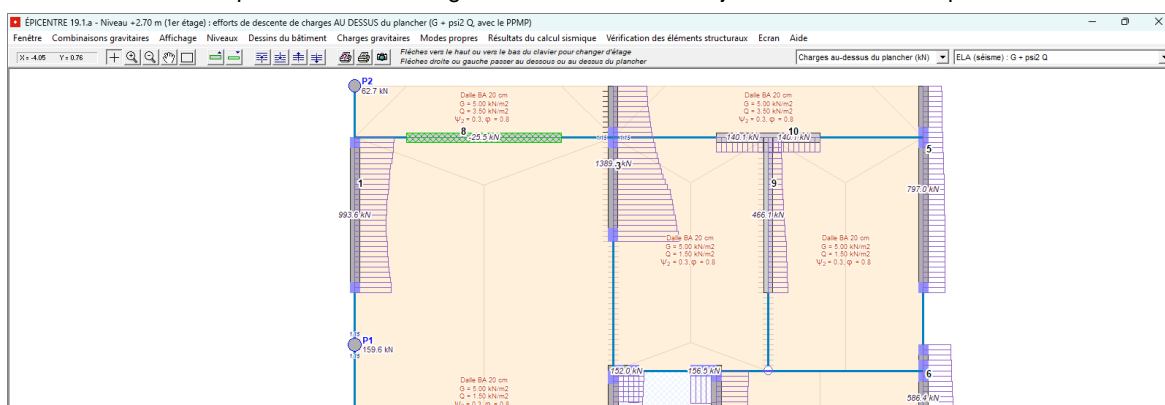 ÉPICENTRE 19.1.a - Niveau +2.70 m (1er étage) : efforts de descente de charges AU DESSUS du plancher (G + psi2 Q, avec le PPMP)
Fenêtre Combinaisons gravitaires Affichage Niveaux Dessins du bâtiment Charges gravitaires Modes propres Résultats du calcul sismique Vérification des éléments structuraux Ecran Aide
X = -4.05 Y = 0.76
Flèches vers le haut ou vers le bas du clavier pour changer d'étage
Flèches droite ou gauche passer au dessous ou au dessus du plancher
Charges au-dessus du plancher (kN)
ELA (séisme) : G + psi2 Q
P2
62.7 kN
Dalle BA 20 cm
G = 5.00 kN/m2
Q = 3.50 kN/m2
Ψ2 = 0.3, φ = 0.8
Dalle BA 20 cm
G = 5.00 kN/m2
Q = 3.50 kN/m2
Ψ2 = 0.3, φ = 0.8
8
25.5 kN
1:15
1:15
10
140.1 kN
140.1 kN
5
1
993.6 kN
3
9
466.1 kN
797.0 kN
Dalle BA 20 cm
G = 5.00 kN/m2
Q = 1.50 kN/m2
Ψ2 = 0.3, φ = 0.8
Dalle BA 20 cm
G = 5.00 kN/m2
Q = 1.50 kN/m2
Ψ2 = 0.3, φ = 0.8
1:15
P1
159.6 kN
1:15
152.0 kN
156.5 kN
6
586.4 kN
Dalle BA 20 cm
G = 5.00 kN/m2
Q = 1.50 kN/m2